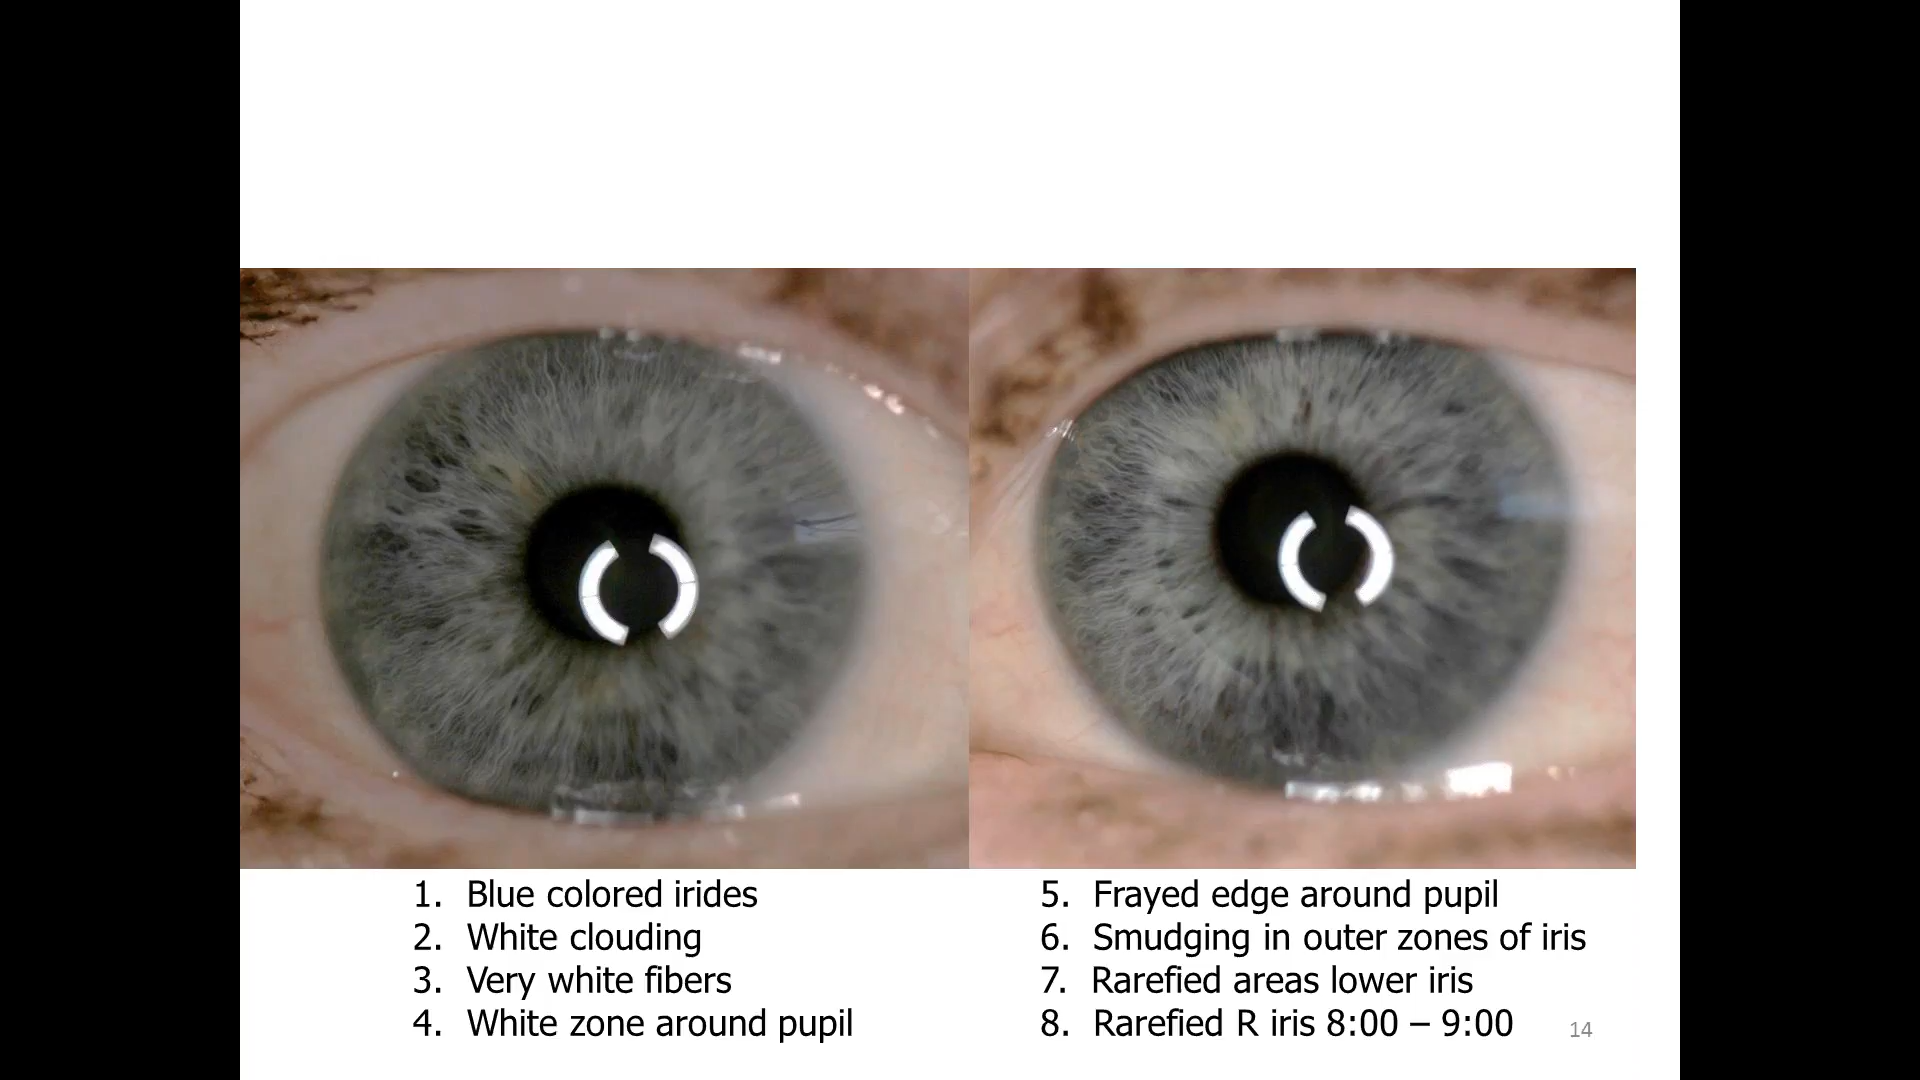 1. Blue colored irides
2. White clouding
3. Very white fibers
4. White zone around pupil
5. Frayed edge around pupil
6. Smudging in outer zones of iris
7. Rarefied areas lower iris
8. Rarefied R iris 8:00 – 9:00
14